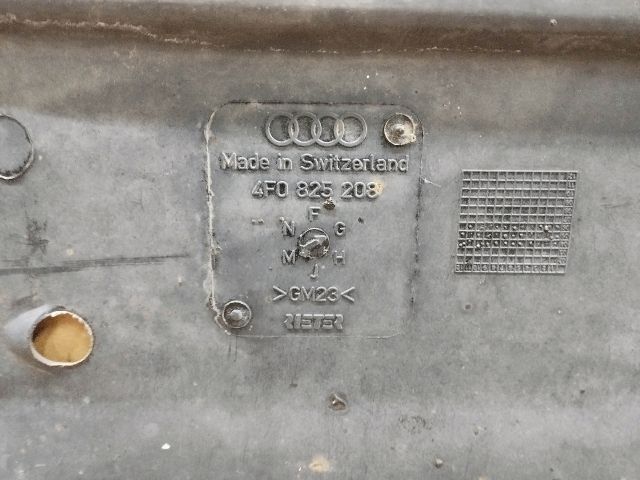 Made in Switzerland
4F0 825 208
F
N G
M H
J
>GM23<
RIETER